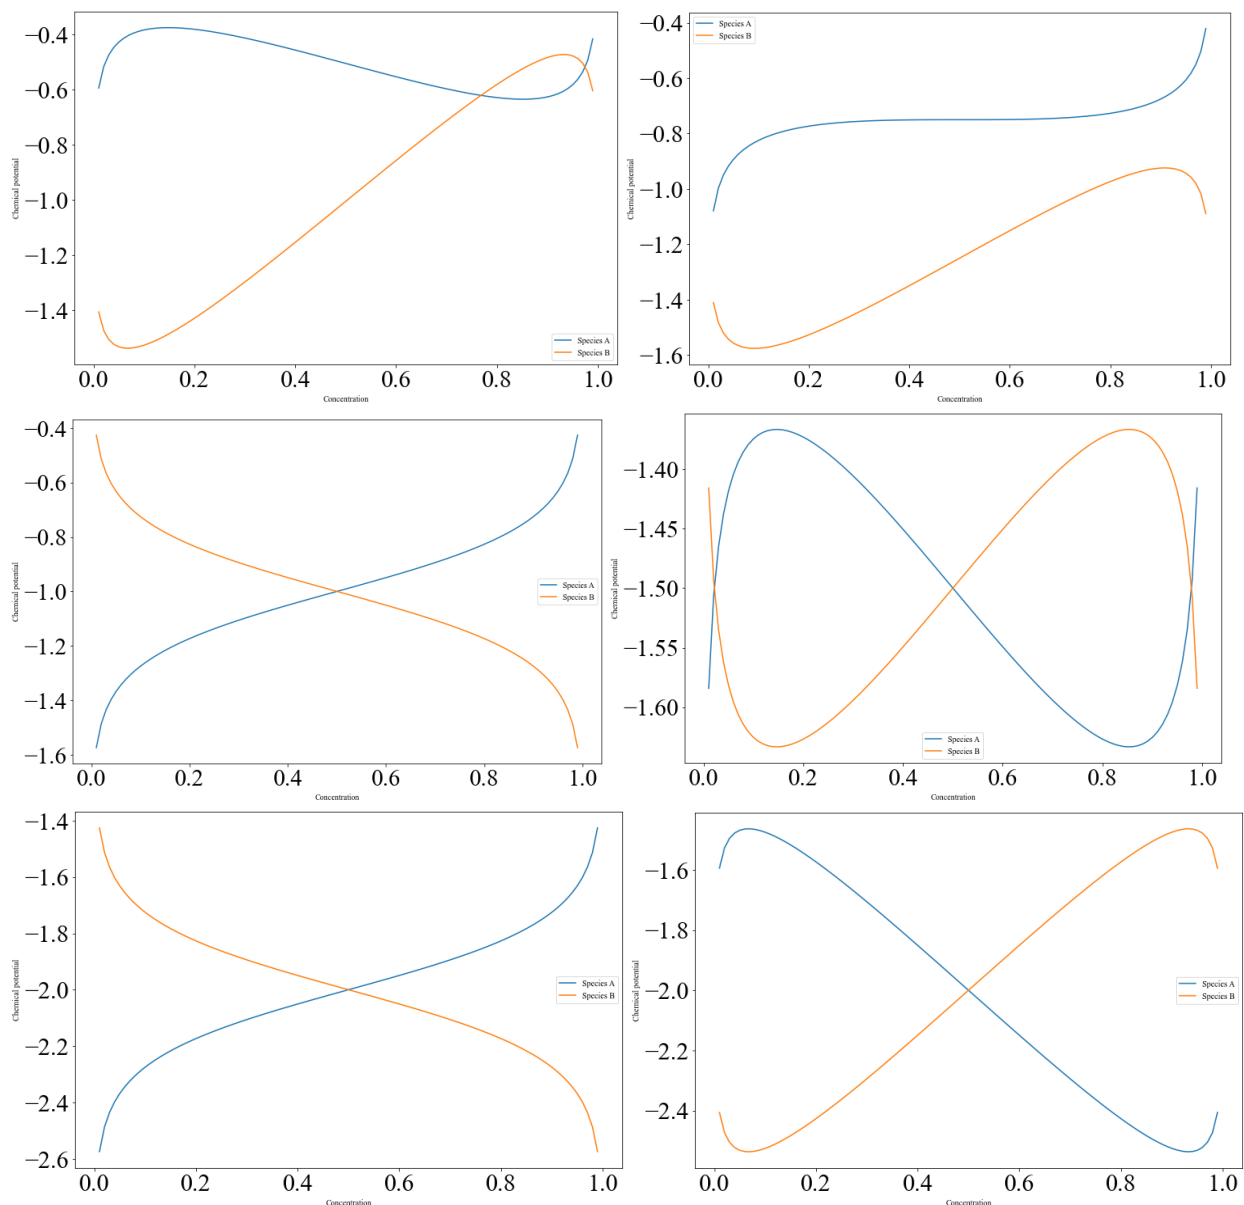 −0.4
−0.6
−0.8
−1.0
−1.2
−1.4
Chemical potential
0.0 0.2 0.4 0.6 0.8 1.0
Concentration
Species A
Species B
−0.4
−0.6
−0.8
−1.0
−1.2
−1.4
−1.6
Chemical potential
0.0 0.2 0.4 0.6 0.8 1.0
Concentration
Species A
Species B
−0.4
−0.6
−0.8
−1.0
−1.2
−1.4
−1.6
Chemical potential
0.0 0.2 0.4 0.6 0.8 1.0
Concentration
Species A
Species B
−1.40
−1.45
−1.50
−1.55
−1.60
Chemical potential
0.0 0.2 0.4 0.6 0.8 1.0
Concentration
Species A
Species B
−1.4
−1.6
−1.8
−2.0
−2.2
−2.4
−2.6
Chemical potential
0.0 0.2 0.4 0.6 0.8 1.0
Concentration
Species A
Species B
−1.6
−1.8
−2.0
−2.2
−2.4
Chemical potential
0.0 0.2 0.4 0.6 0.8 1.0
Concentration
Species A
Species B